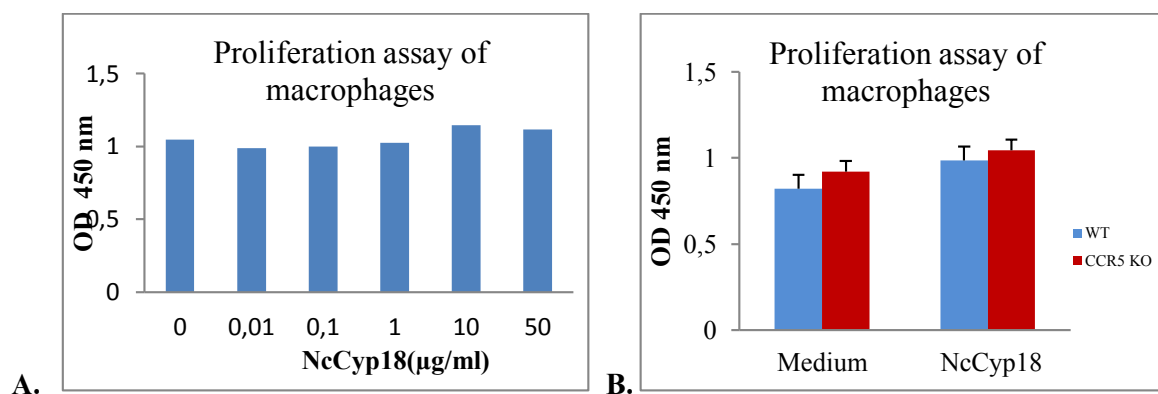 Proliferation assay of
macrophages
OD 450 nm
1,5
1
0,5
0
0 0,01 0,1 1 10 50
NcCyp18(µg/ml)
A.
Proliferation assay of
macrophages
OD 450 nm
1,5
1
0,5
0
Medium NcCyp18
WT
CCR5 KO
B.